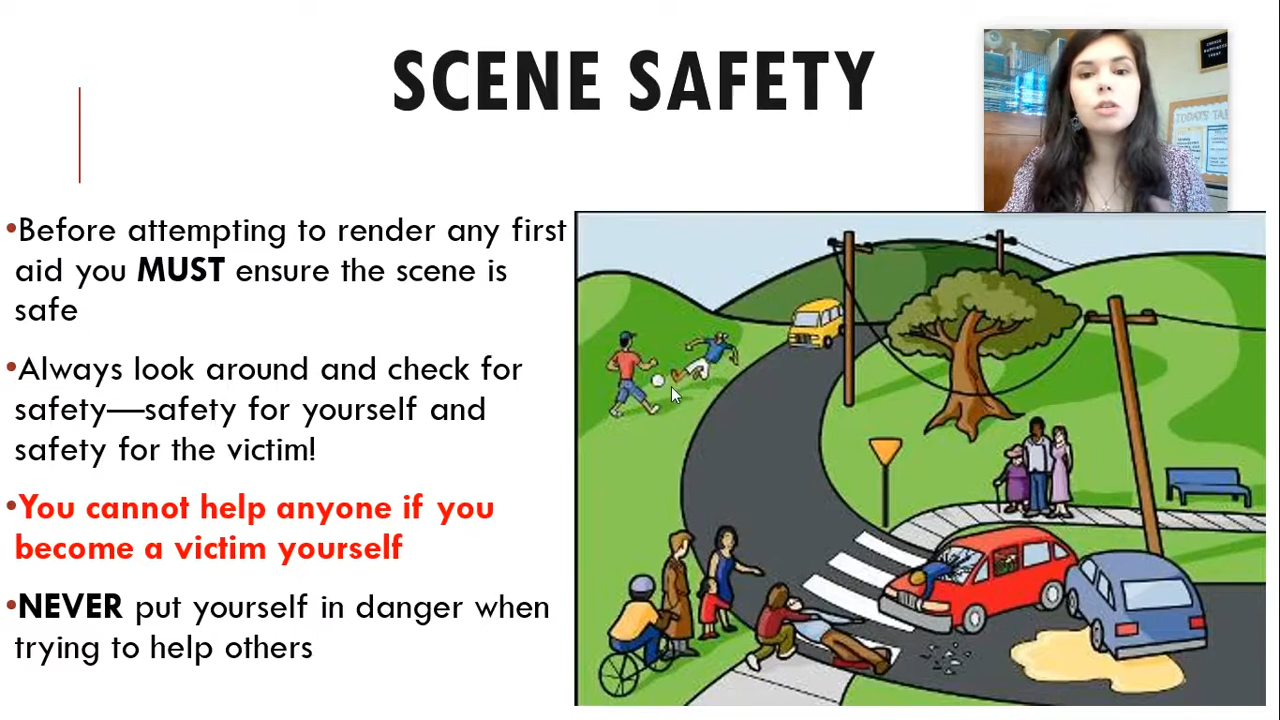 SCENE SAFETY
•Before attempting to render any first
aid you MUST ensure the scene is
safe
•Always look around and check for
safety—safety for yourself and
safety for the victim!
•You cannot help anyone if you
become a victim yourself
•NEVER put yourself in danger when
trying to help others